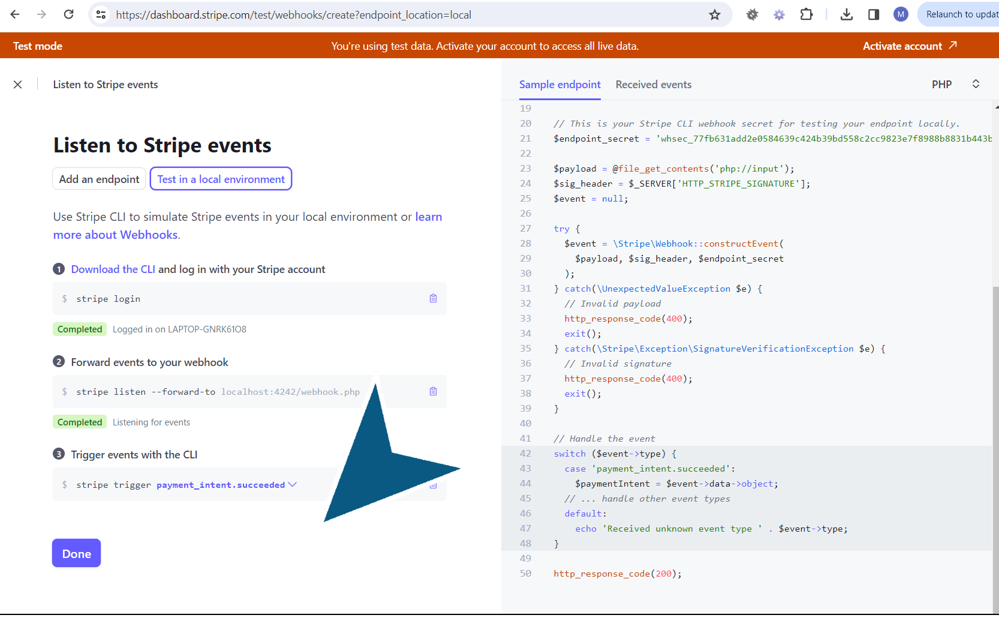 https://dashboard.stripe.com/test/webhooks/create?endpoint_location=local
M
Relaunch to updat
Test mode
You're using test data. Activate your account to access all live data.
Activate account
Listen to Stripe events
Listen to Stripe events
Add an endpoint
Test in a local environment
Use Stripe CLI to simulate Stripe events in your local environment or learn
more about Webhooks.
1 Download the CLI and log in with your Stripe account
$ stripe login
Completed Logged in on LAPTOP-GNRK61O8
2 Forward events to your webhook
$ stripe listen --forward-to localhost:4242/webhook.php
Completed Listening for events
3 Trigger events with the CLI
$ stripe trigger payment_intent.succeeded
Done
Sample endpoint
Received events
PHP
19
20 // This is your Stripe CLI webhook secret for testing your endpoint locally.
21 $endpoint_secret = 'whsec_77fb631add2e0584639c424b39bd558c2cc9823e7f8988b8831b443b
22
23 $payload = @file_get_contents('php://input');
24 $sig_header = $_SERVER['HTTP_STRIPE_SIGNATURE'];
25 $event = null;
26
27 try {
28 $event = \Stripe\Webhook::constructEvent(
29 $payload, $sig_header, $endpoint_secret
30 );
31 } catch(\UnexpectedValueException $e) {
32 // Invalid payload
33 http_response_code(400);
34 exit();
35 } catch(\Stripe\Exception\SignatureVerificationException $e) {
36 // Invalid signature
37 http_response_code(400);
38 exit();
39 }
40
41 // Handle the event
42 switch ($event->type) {
43 case 'payment_intent.succeeded':
44 $paymentIntent = $event->data->object;
45 // ... handle other event types
46 default:
47 echo 'Received unknown event type ' . $event->type;
48 }
49
50 http_response_code(200);